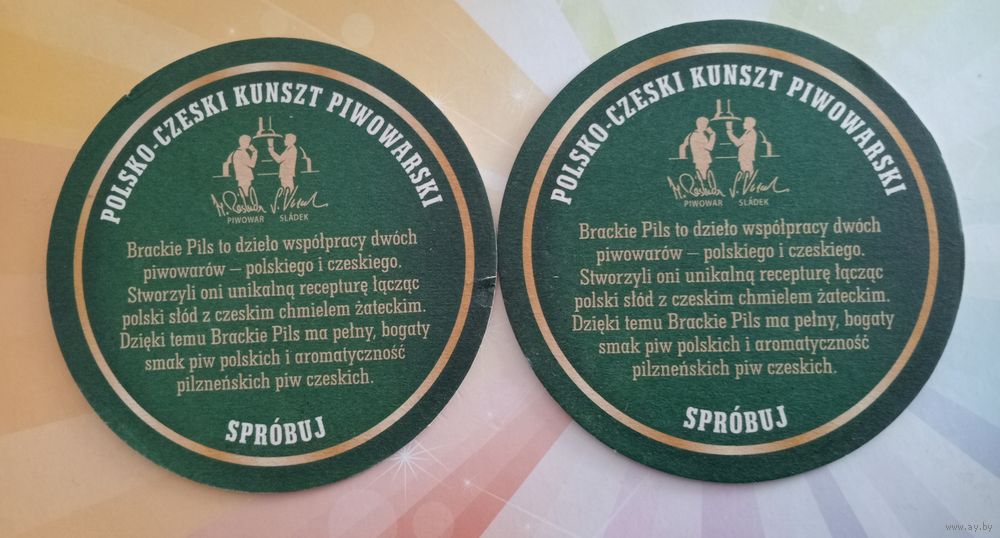 POLSKO-CZESKI KUNSZT PIWOWARSKI
PIWOWAR SLÁDEK
Brackie Pils to dzieło współpracy dwóch
piwowarów – polskiego i czeskiego.
Stworzyli oni unikalną recepturę łącząc
polski słód z czeskim chmielem żateckim.
Dzięki temu Brackie Pils ma pełny, bogaty
smak piw polskich i aromatyczność
pilzneńskich piw czeskich.
SPRÓBUJ
POLSKO-CZESKI KUNSZT PIWOWARSKI
PIWOWAR SLÁDEK
Brackie Pils to dzieło współpracy dwóch
piwowarów – polskiego i czeskiego.
Stworzyli oni unikalną recepturę łącząc
polski słód z czeskim chmielem żateckim.
Dzięki temu Brackie Pils ma pełny, bogaty
smak piw polskich i aromatyczność
pilzneńskich piw czeskich.
SPRÓBUJ
www.ay.by